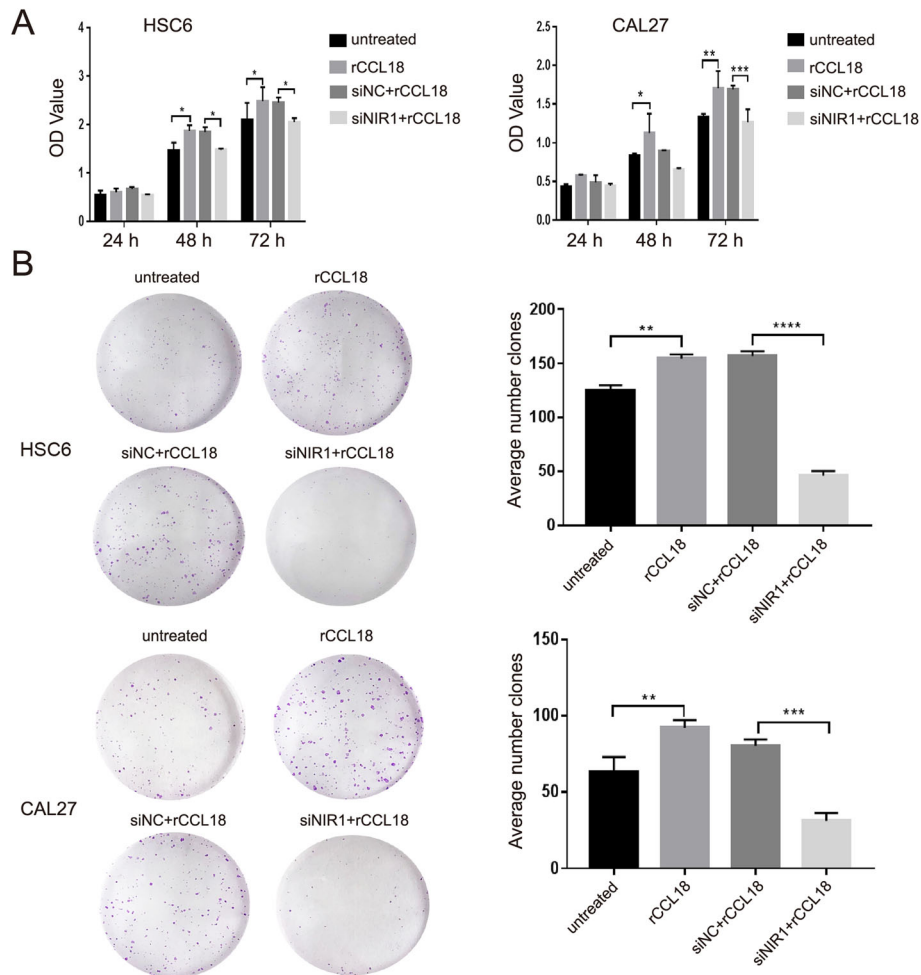 A
HSC6
OD Value
4
3
2
1
0
* * * *
24 h 48 h 72 h
untreated
rCCL18
siNC+rCCL18
siNIR1+rCCL18
CAL27
OD Value
2.5
2.0
1.5
1.0
0.5
0.0
* ** ***
24 h 48 h 72 h
untreated
rCCL18
siNC+rCCL18
siNIR1+rCCL18
B
untreated rCCL18
HSC6
siNC+rCCL18 siNIR1+rCCL18
Average number clones
200
150
100
50
0
** ****
untreated rCCL18 siNC+rCCL18 siNIR1+rCCL18
untreated rCCL18
CAL27
siNC+rCCL18 siNIR1+rCCL18
Average number clones
150
100
50
0
** ***
untreated rCCL18 siNC+rCCL18 siNIR1+rCCL18